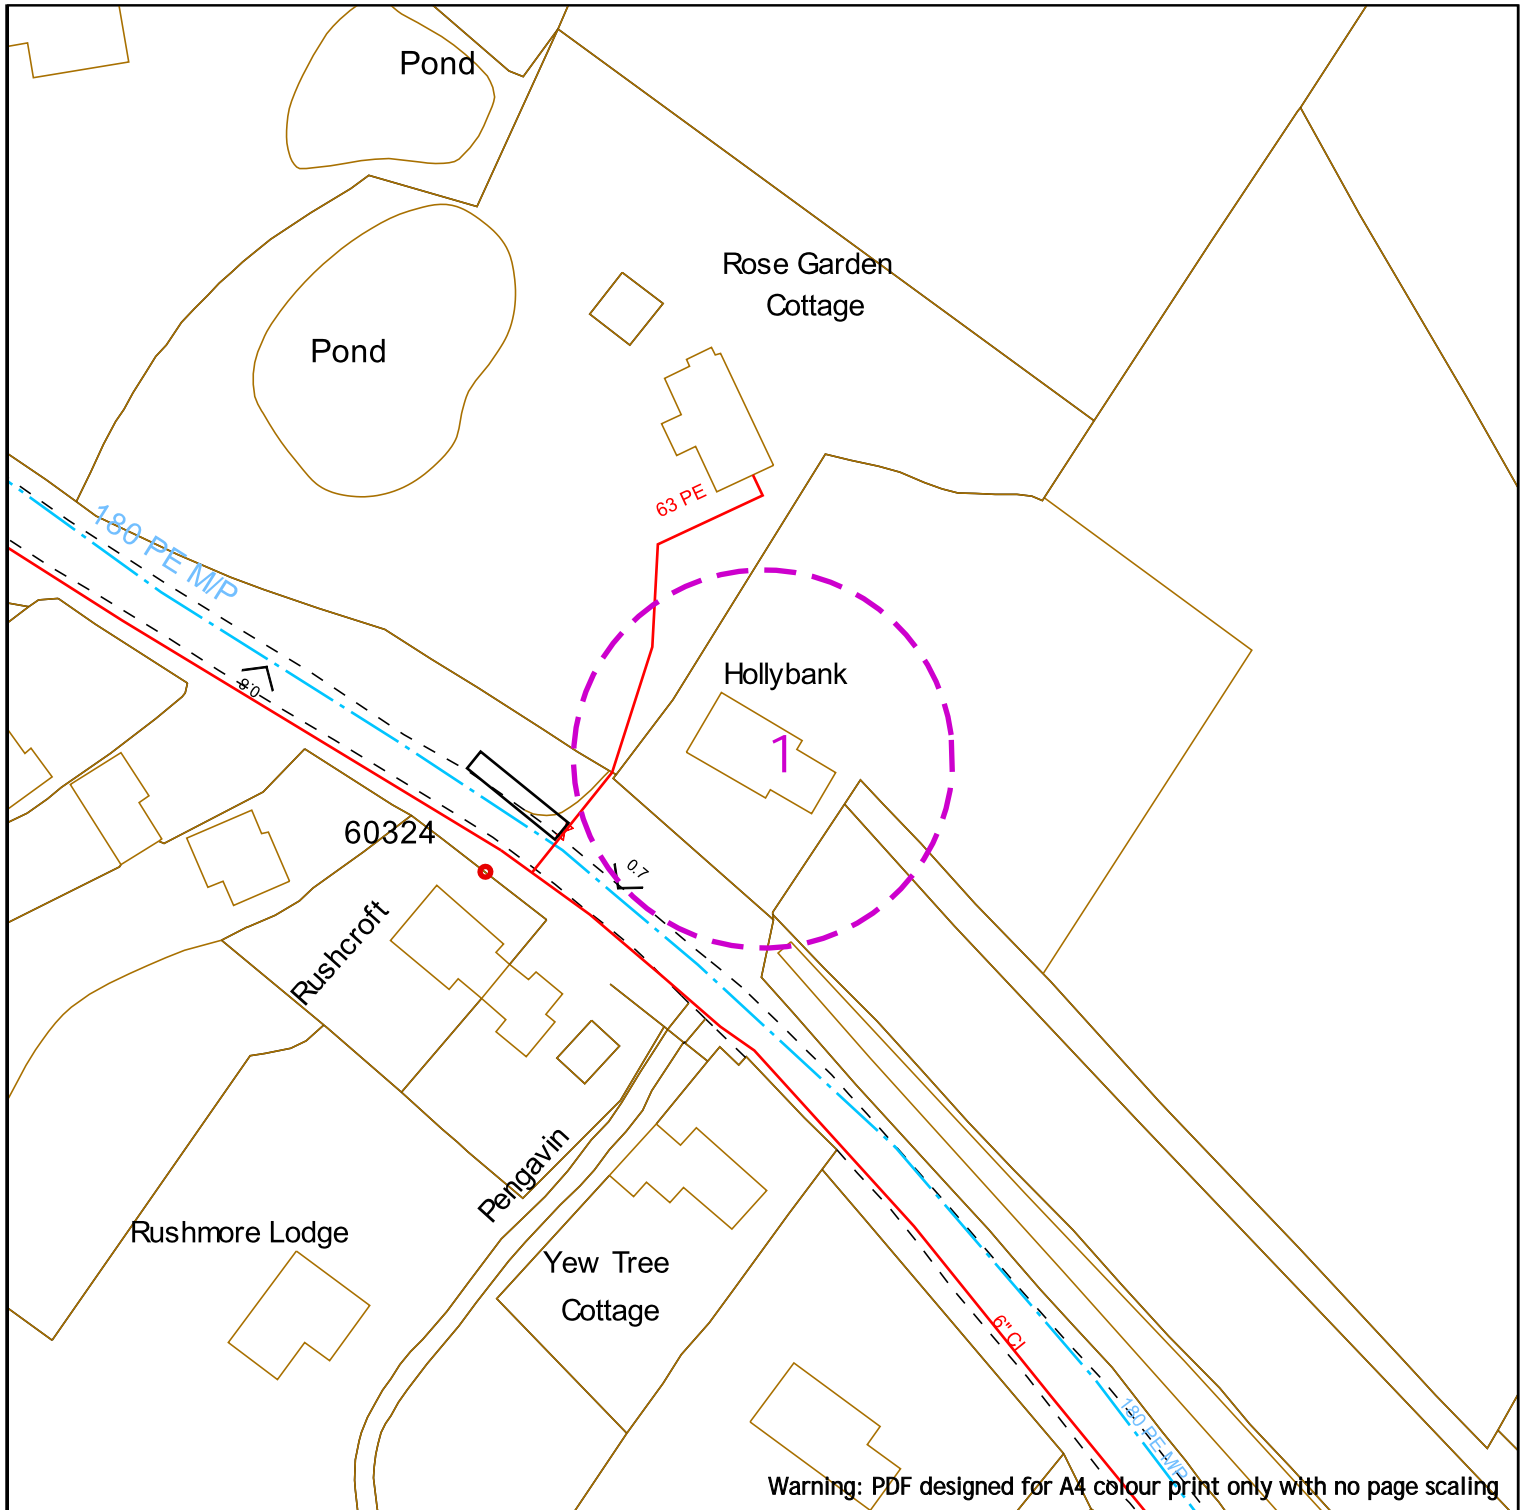 Pond
Rose Garden
Cottage
Pond
63 PE
180 PE M/P
Hollybank
0.8
1
60324
0.7
Rushcroft
Pengavin
Rushmore Lodge
Yew Tree
Cottage
6" CI
180 PE M/P
Warning: PDF designed for A4 colour print only with no page scaling